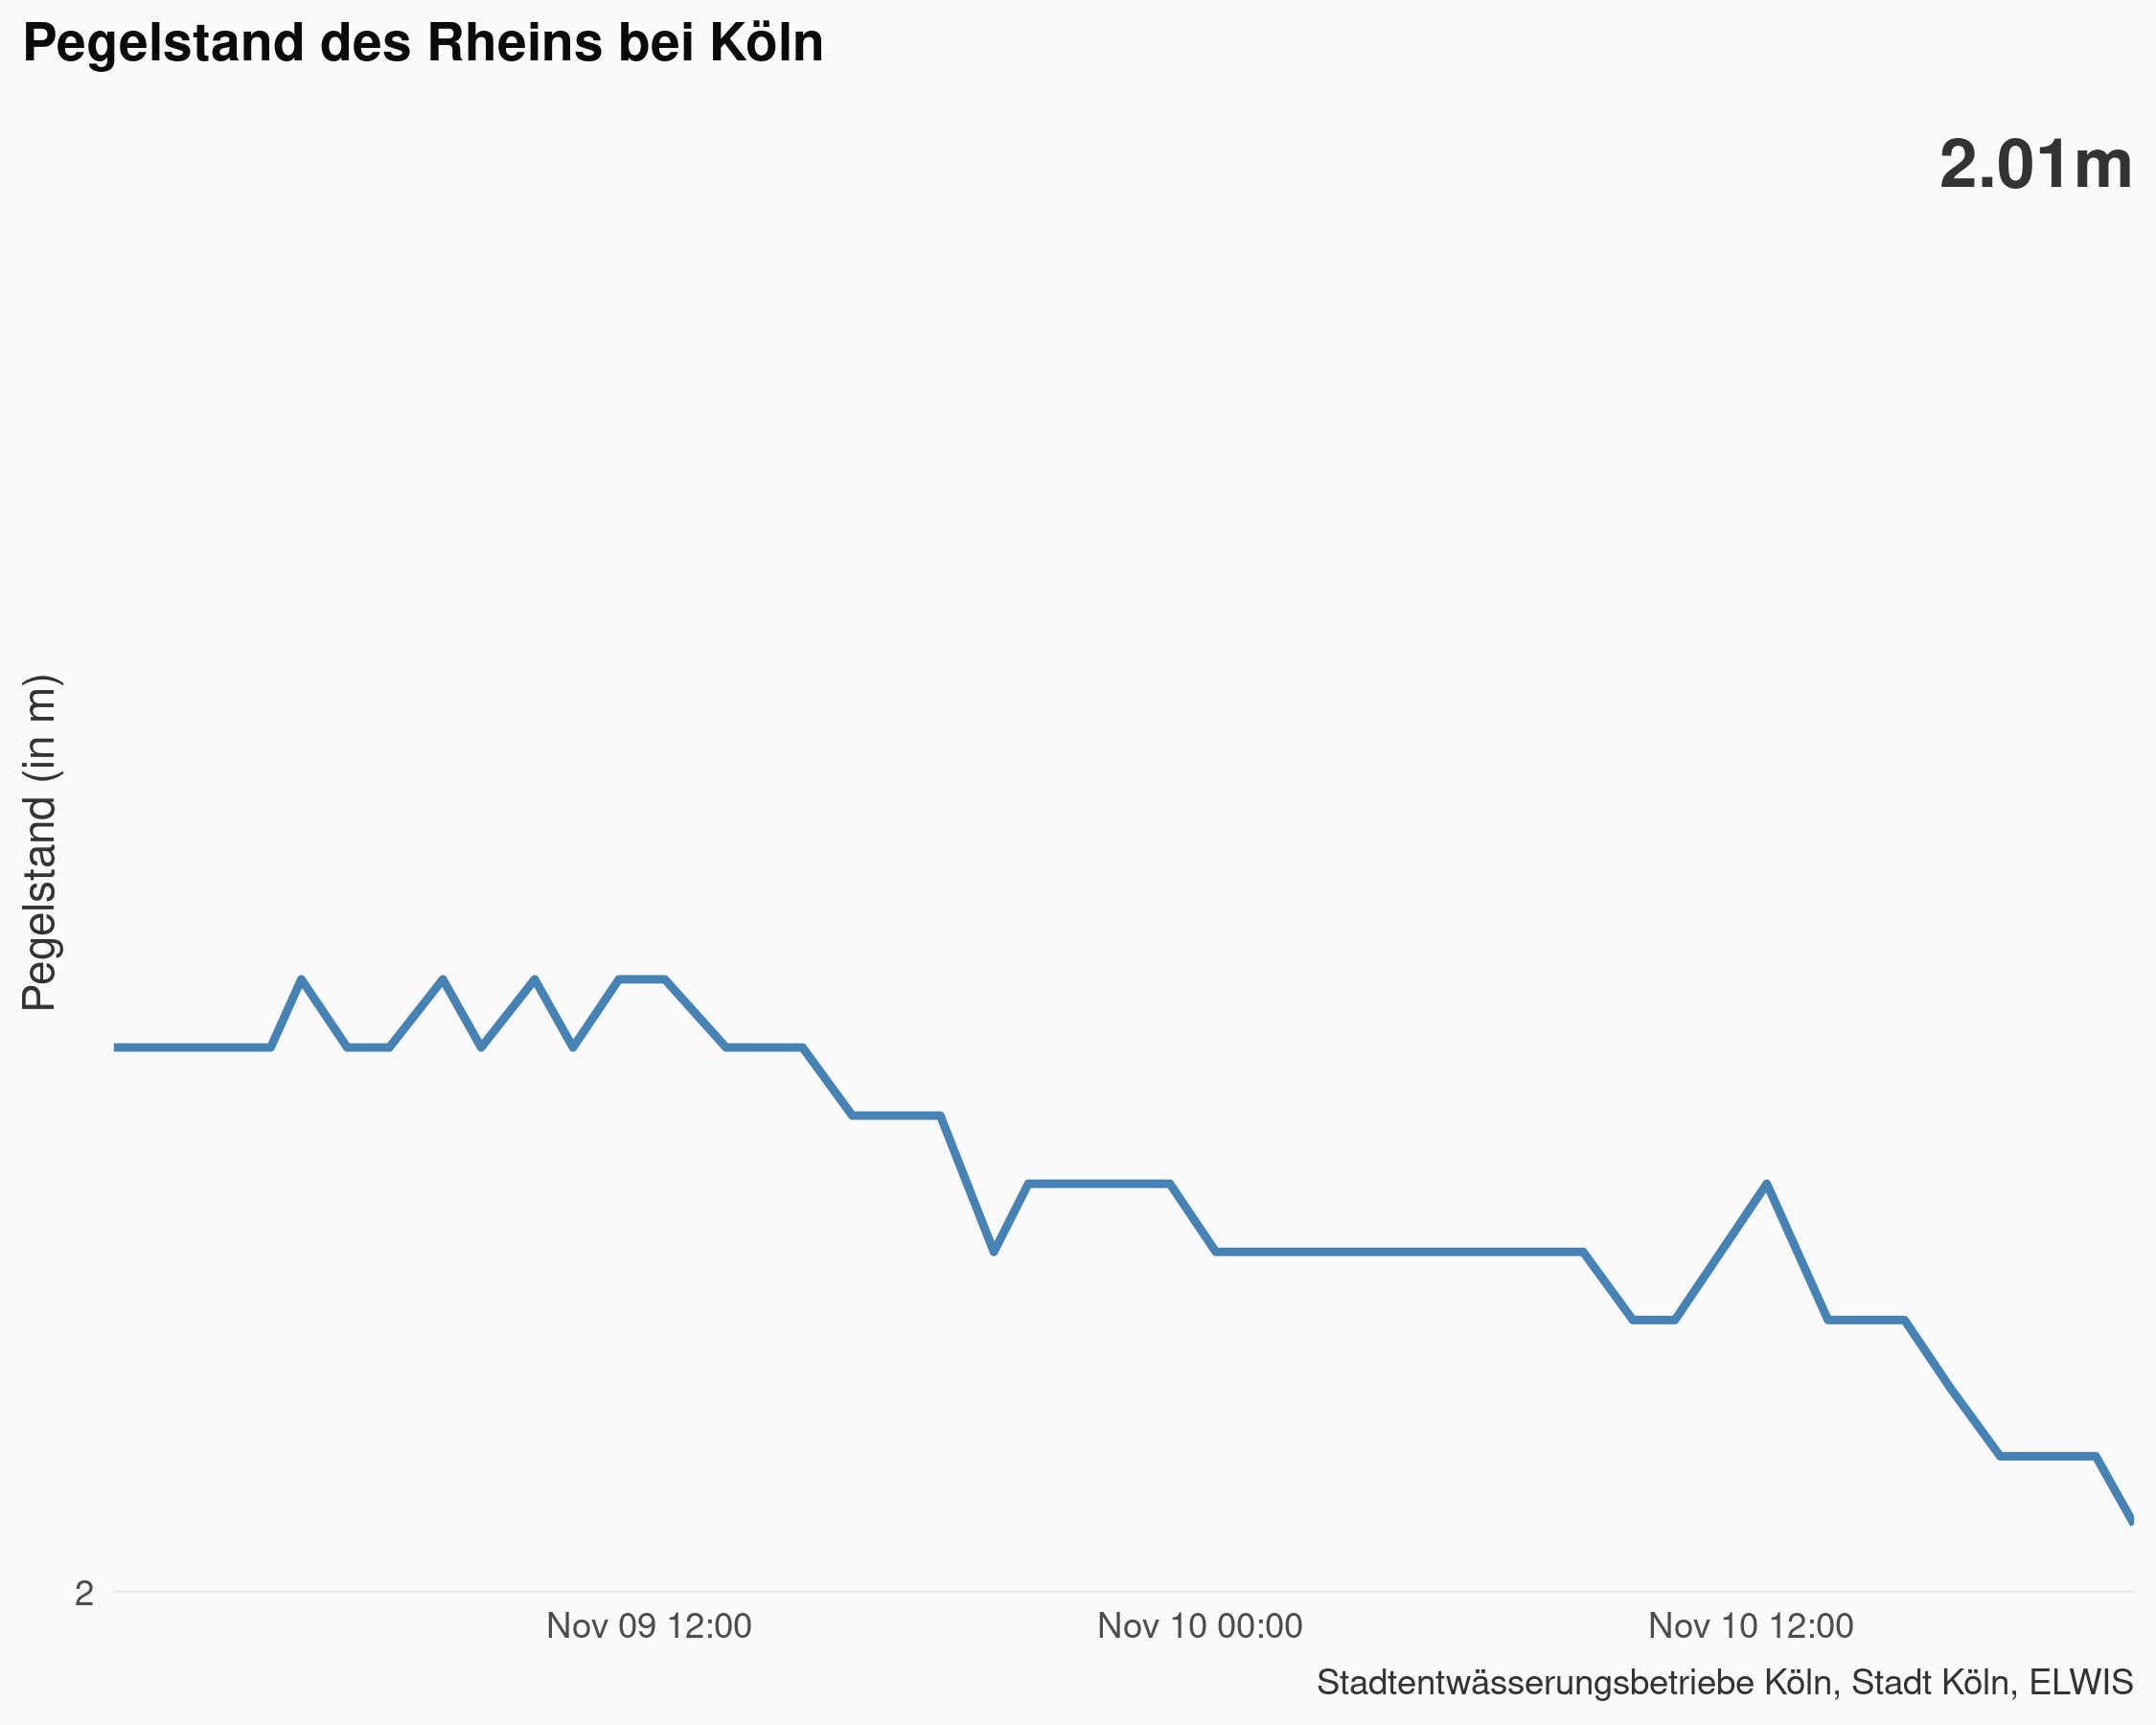 Pegelstand des Rheins bei Köln
2.01m
Pegelstand (in m)
2
Nov 09 12:00
Nov 10 00:00
Nov 10 12:00
Stadtentwässerungsbetriebe Köln, Stadt Köln, ELWIS